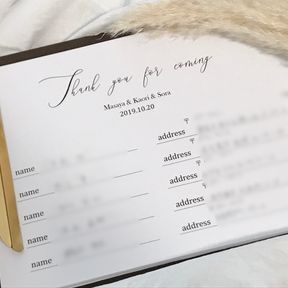 Thank you for coming
Masaya & Kaori & Sora
2019.10.20
name address 〒
name address 〒
name address 〒
name address 〒
name address 〒